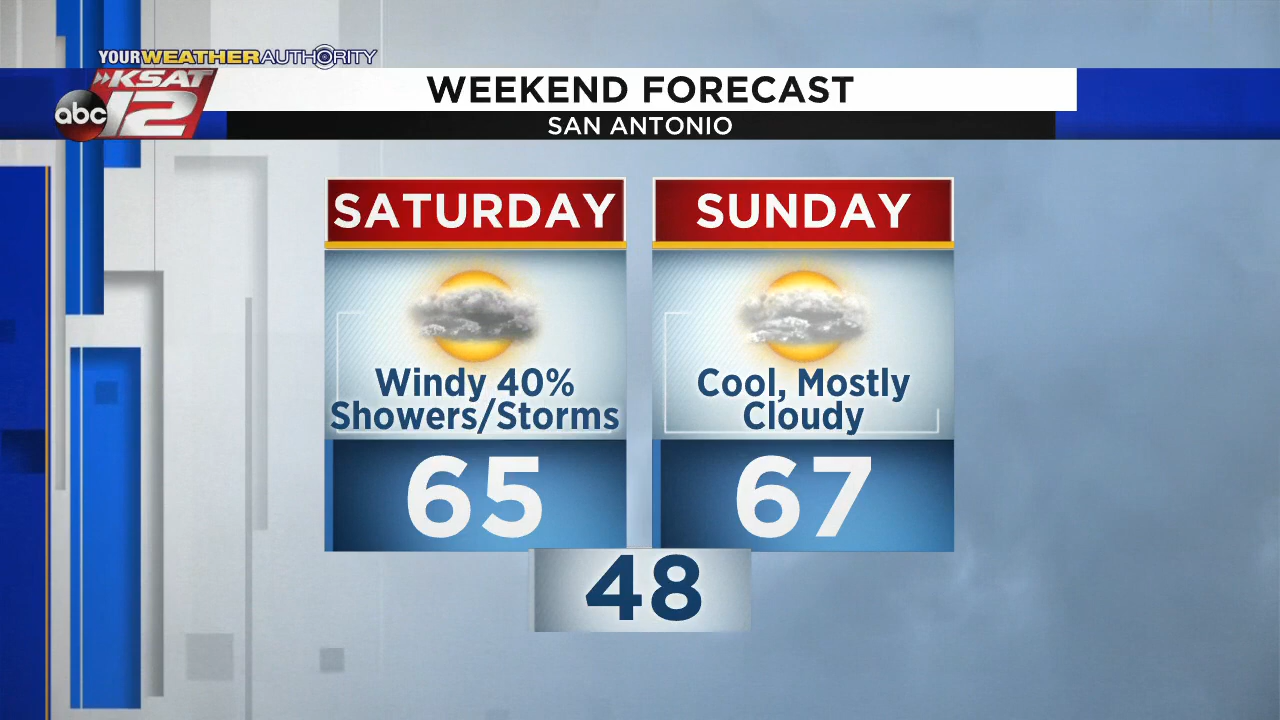 YOURWEATHERAUTHORITY
KSAT
abc 12
WEEKEND FORECAST
SAN ANTONIO
SATURDAY
Windy 40%
Showers/Storms
65
SUNDAY
Cool, Mostly
Cloudy
67
48